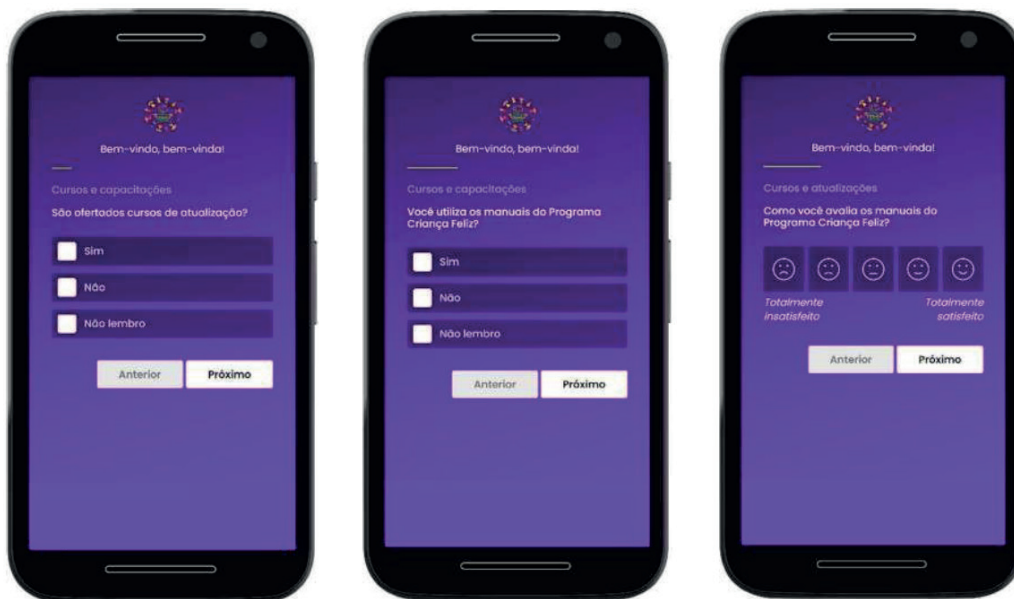 Bem-vindo, bem-vinda!
Cursos e capacitações
São ofertados cursos de atualização?
Sim
Não
Não lembro
Anterior
Próximo
Bem-vindo, bem-vinda!
Cursos e capacitações
Você utiliza os manuais do Programa
Criança Feliz?
Sim
Não
Não lembro
Anterior
Próximo
Bem-vindo, bem-vinda!
Cursos e atualizações
Como você avalia os manuais do
Programa Criança Feliz?
Totalmente
insatisfeito
Totalmente
satisfeito
Anterior
Próximo